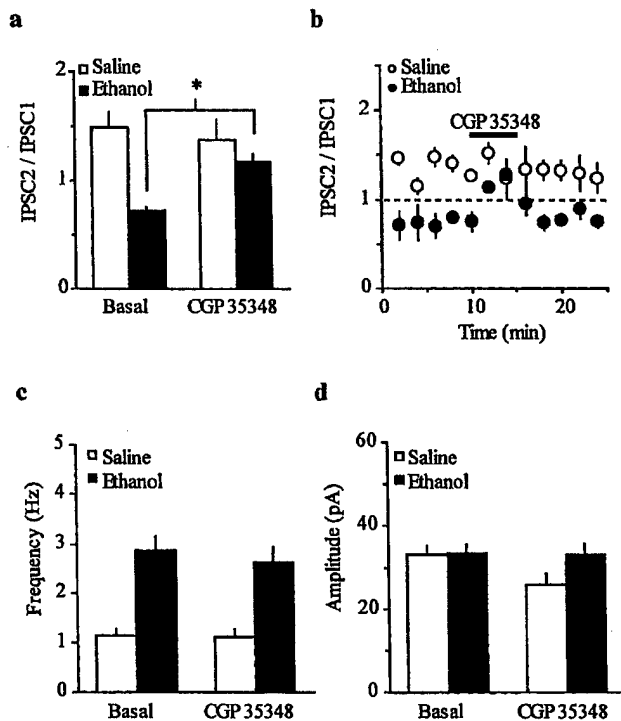 a
Saline
Ethanol
*
IPSC2 / IPSC1
2
1
0
Basal
CGP 35348
b
Saline
Ethanol
CGP 35348
IPSC2 / IPSC1
2
1
0
0
10
20
Time (min)
c
Saline
Ethanol
Frequency (Hz)
5
4
3
2
1
0
Basal
CGP 35348
d
Saline
Ethanol
Amplitude (pA)
60
40
20
0
Basal
CGP 35348